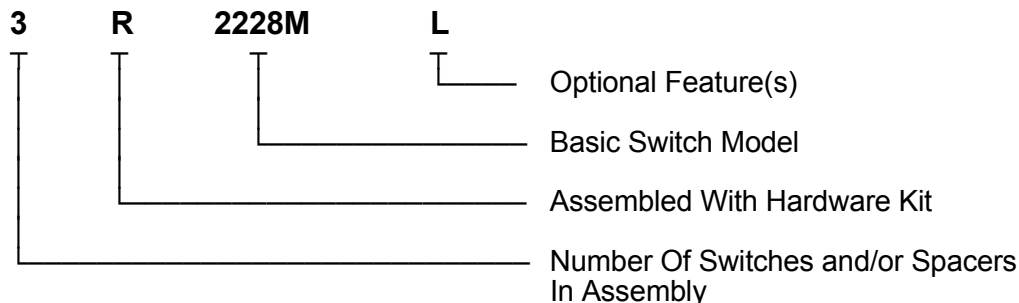 3 R 2228M L
Optional Feature(s)
Basic Switch Model
Assembled With Hardware Kit
Number Of Switches and/or Spacers
In Assembly